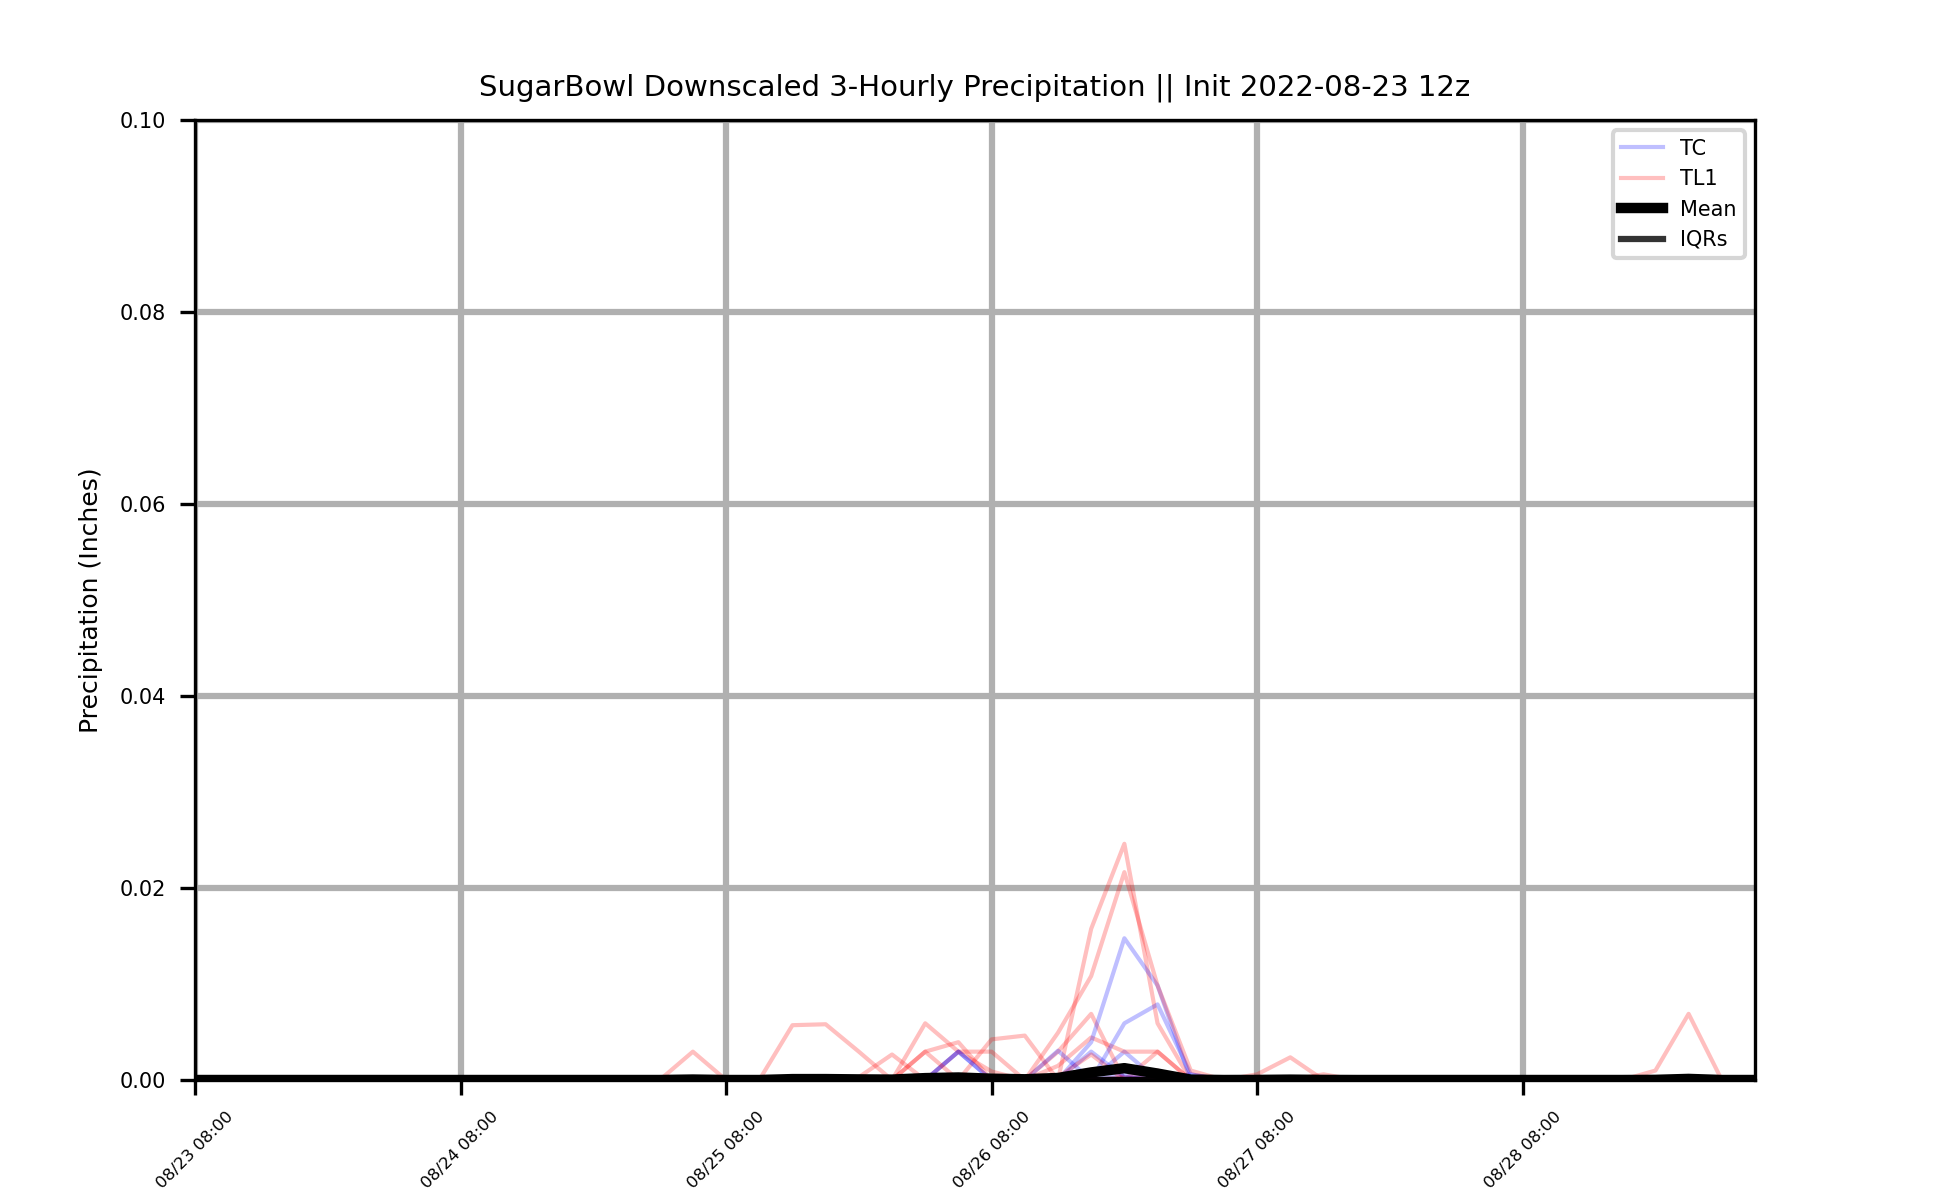 SugarBowl Downscaled 3-Hourly Precipitation || Init 2022-08-23 12z
TC
TL1
Mean
IQRs
Precipitation (Inches)
0.10
0.08
0.06
0.04
0.02
0.00
08/23 08:00
08/24 08:00
08/25 08:00
08/26 08:00
08/27 08:00
08/28 08:00